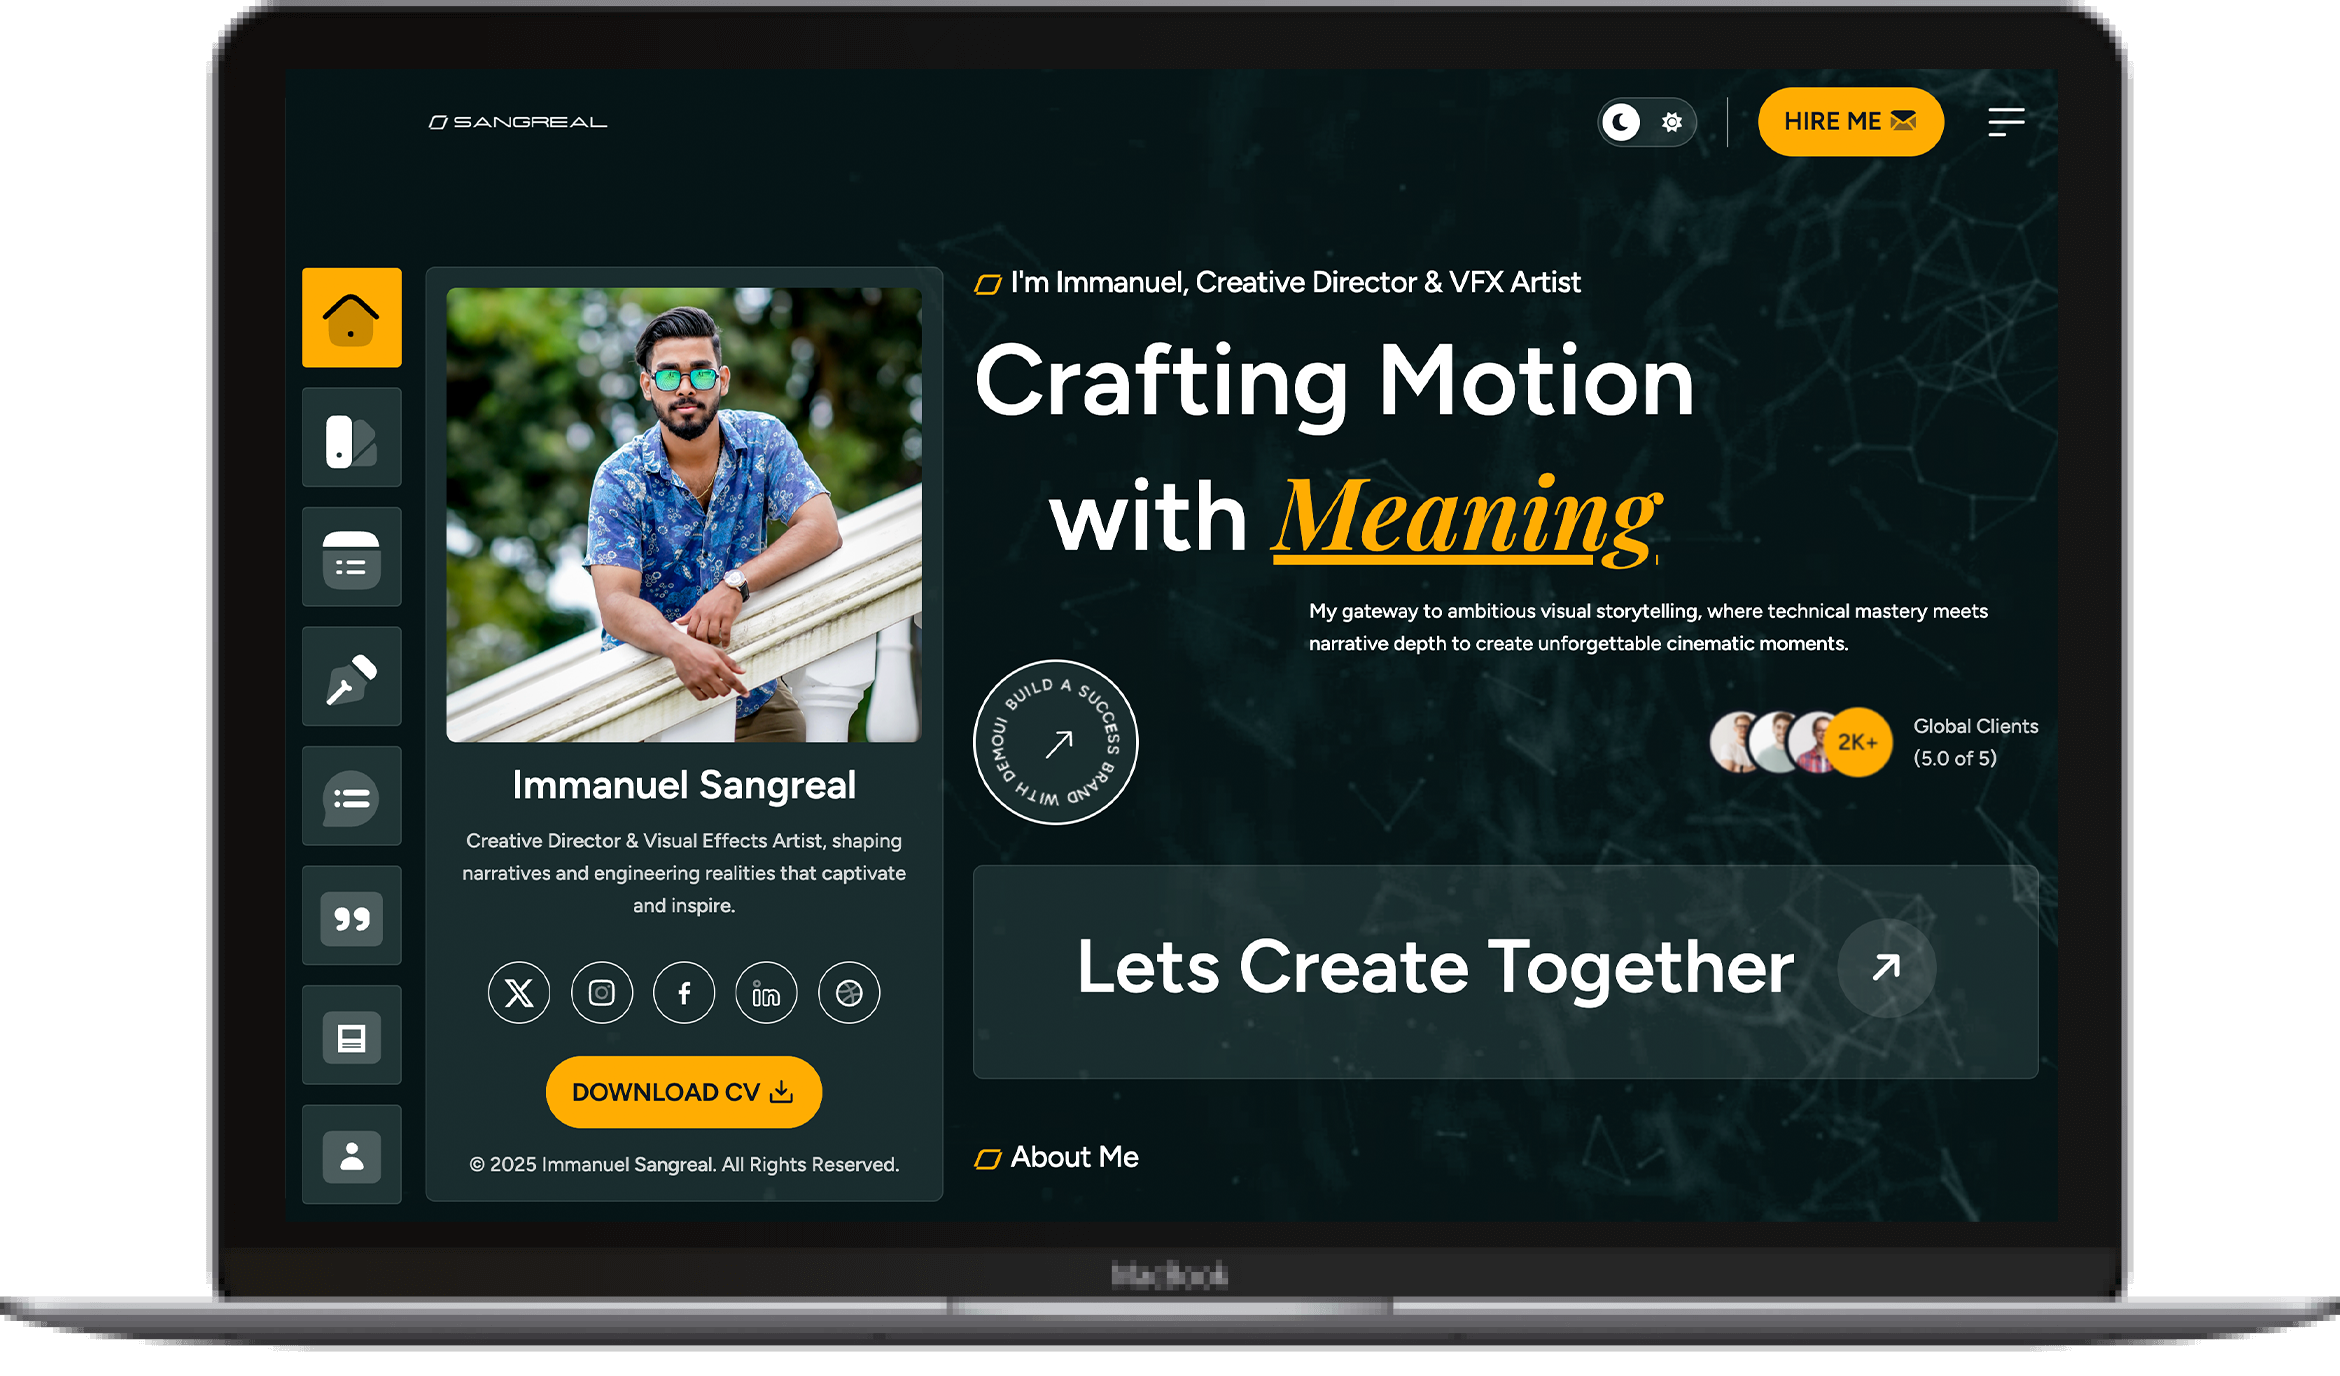 SANGREAL
HIRE ME
I'm Immanuel, Creative Director & VFX Artist
Crafting Motion
with Meaning
My gateway to ambitious visual storytelling, where technical mastery meets
narrative depth to create unforgettable cinematic moments.
BUILD A SUCCESS BRAND WITH DEMOUI
2K+
Global Clients
(5.0 of 5)
Immanuel Sangreal
Creative Director & Visual Effects Artist, shaping
narratives and engineering realities that captivate
and inspire.
DOWNLOAD CV
© 2025 Immanuel Sangreal. All Rights Reserved.
Lets Create Together
About Me
MacBook